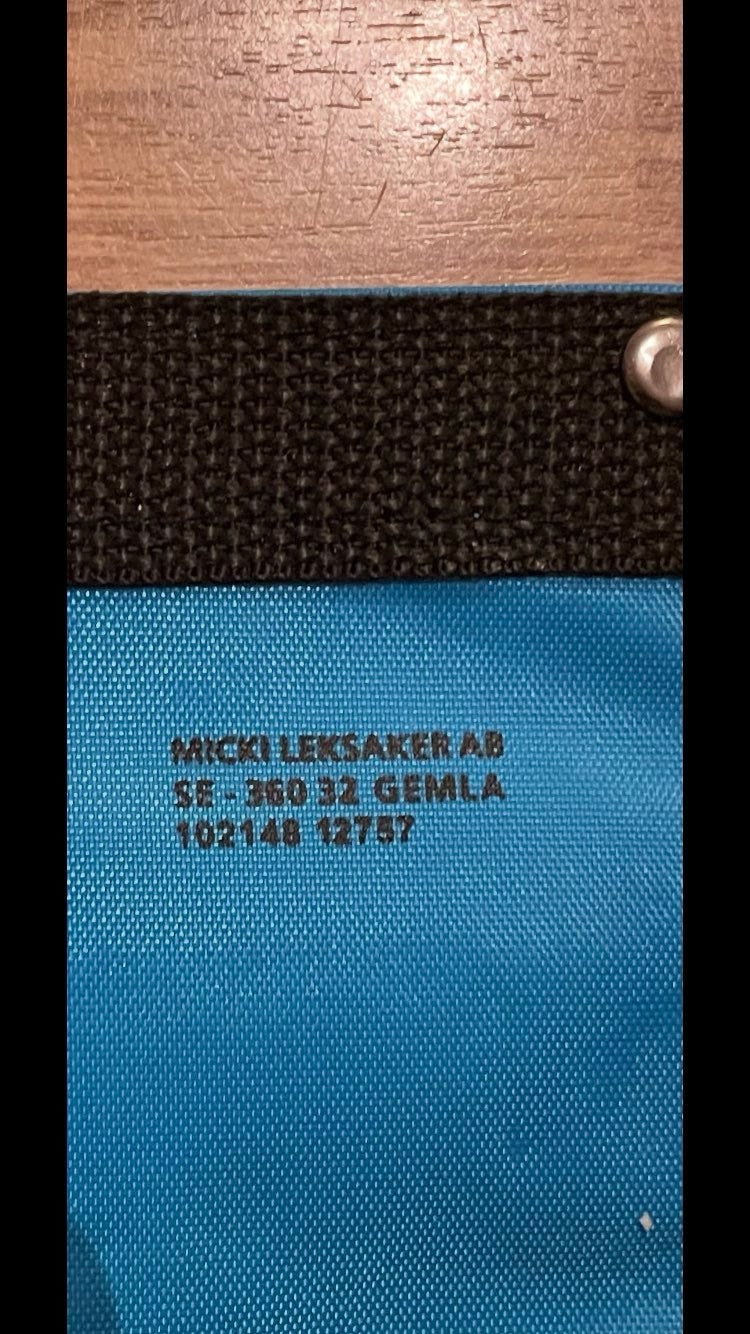 MICKI LEKSAKER AB
SE - 360 32 GEMLA
102148 12757